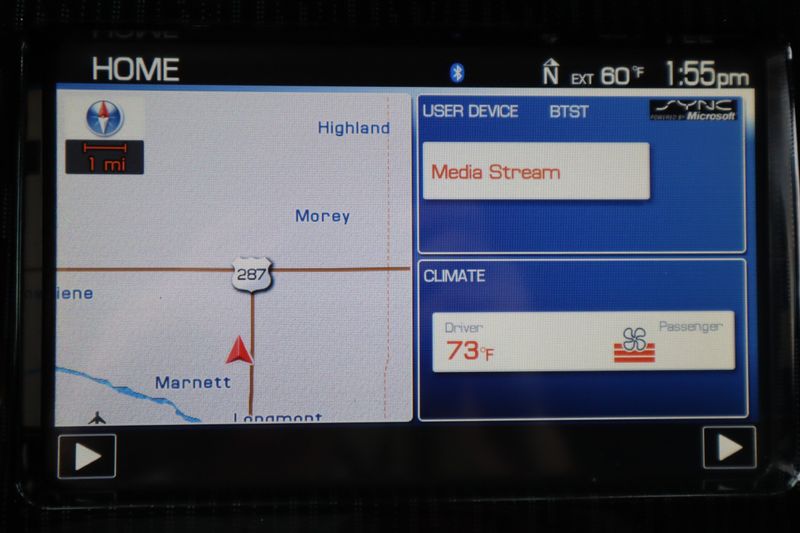 HOME
N EXT 60°F 1:55pm
1 mi
Highland
Morey
287
Marnett
Longmont
USER DEVICE BTST
SYNC
POWERED BY Microsoft
Media Stream
CLIMATE
Driver
Passenger
73°F